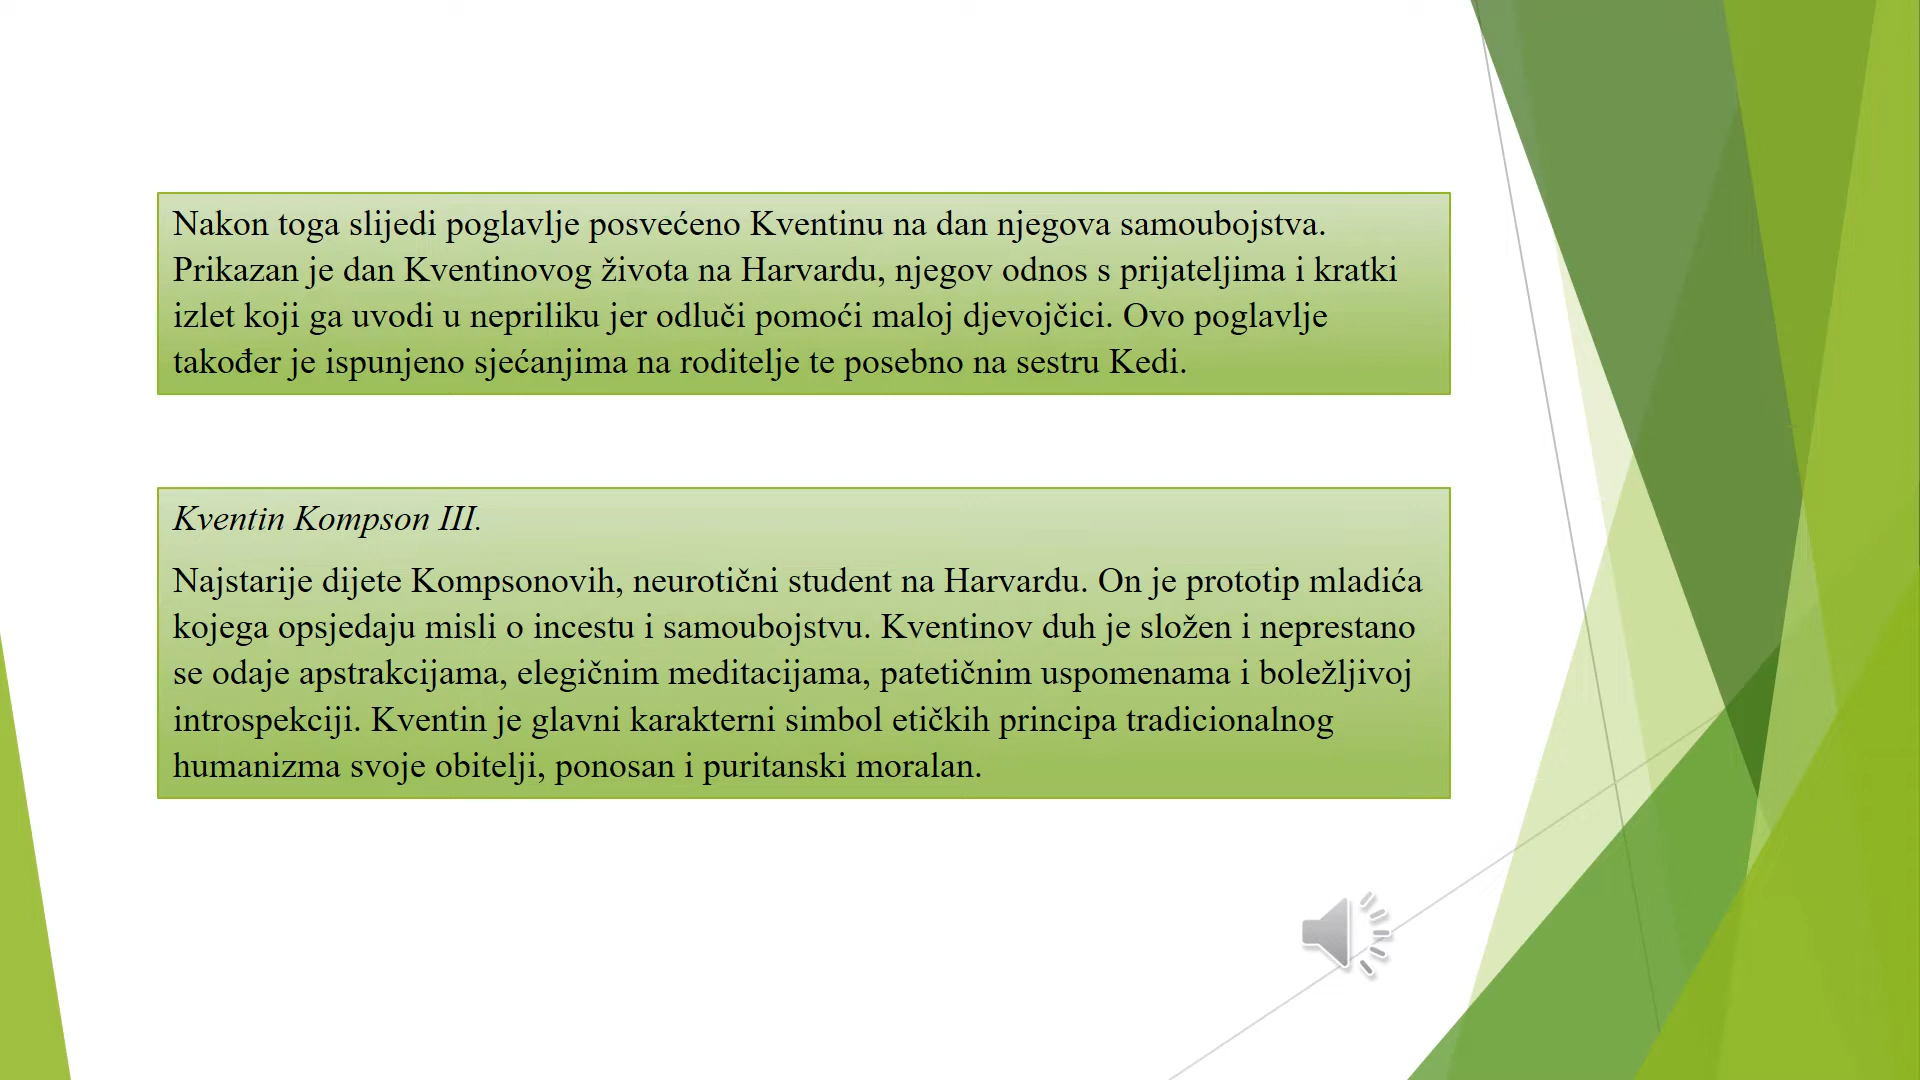 Nakon toga slijedi poglavlje posvećeno Kventinu na dan njegova samoubojstva.
Prikazan je dan Kventinovog života na Harvardu, njegov odnos s prijateljima i kratki
izlet koji ga uvodi u nepriliku jer odluči pomoći maloj djevojčici. Ovo poglavlje
također je ispunjeno sjećanjima na roditelje te posebno na sestru Kedi.
Kventin Kompson III.
Najstarije dijete Kompsonovih, neurotični student na Harvardu. On je prototip mladića
kojega opsjedaju misli o incestu i samoubojstvu. Kventinov duh je složen i neprestano
se odaje apstrakcijama, elegičnim meditacijama, patetičnim uspomenama i boležljivoj
introspekciji. Kventin je glavni karakterni simbol etičkih principa tradicionalnog
humanizma svoje obitelji, ponosan i puritanski moralan.